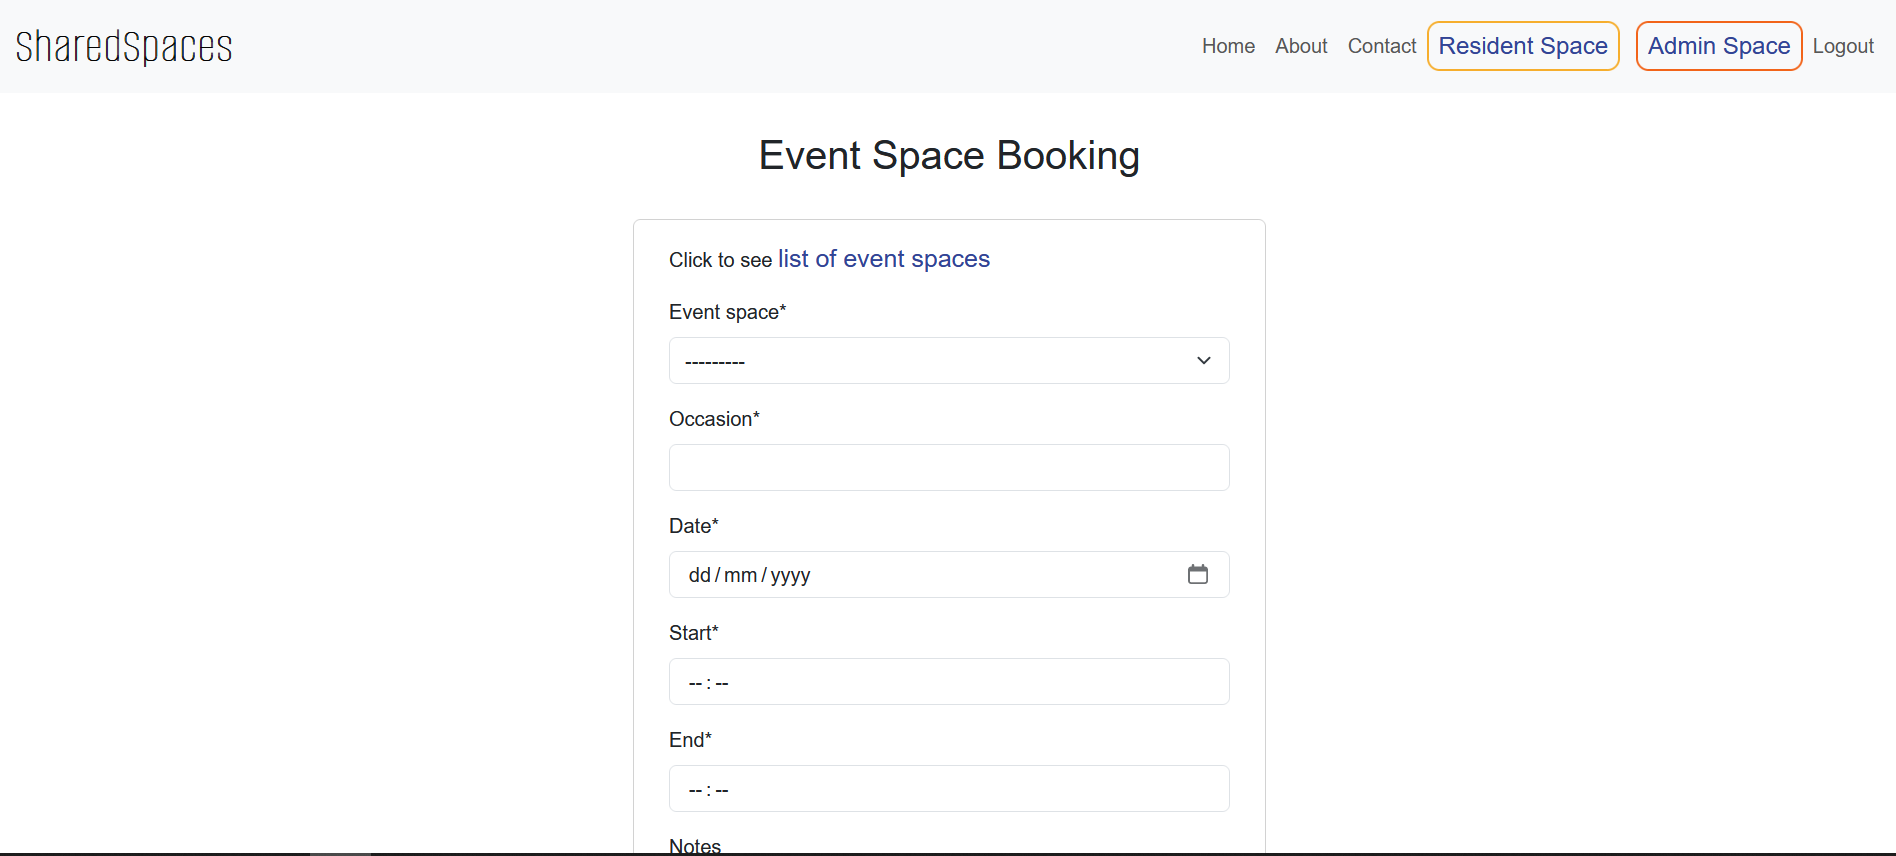 SharedSpaces
Home About Contact Resident Space Admin Space Logout
Event Space Booking
Click to see list of event spaces
Event space*
---------
Occasion*
Date*
dd/mm/yyyy
Start*
--:--
End*
--:--
Notes